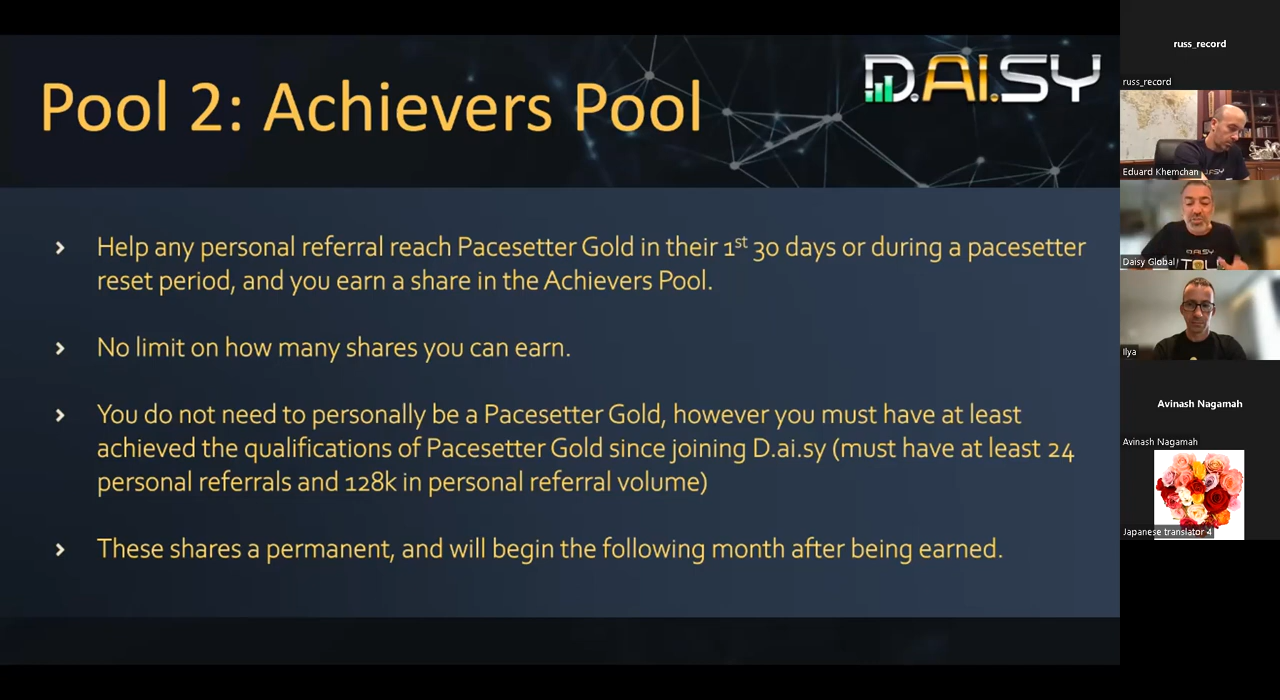 Pool 2: Achievers Pool
D.AI.SY
Help any personal referral reach Pacesetter Gold in their 1st 30 days or during a pacesetter
reset period, and you earn a share in the Achievers Pool.
No limit on how many shares you can earn.
You do not need to personally be a Pacesetter Gold, however you must have at least
achieved the qualifications of Pacesetter Gold since joining D.ai.sy (must have at least 24
personal referrals and 128k in personal referral volume)
These shares a permanent, and will begin the following month after being earned.
russ_record
russ_record
Eduard Khemchan
Daisy Global
Ilya
Avinash Nagamah
Avinash Nagamah
Japanese translator 4